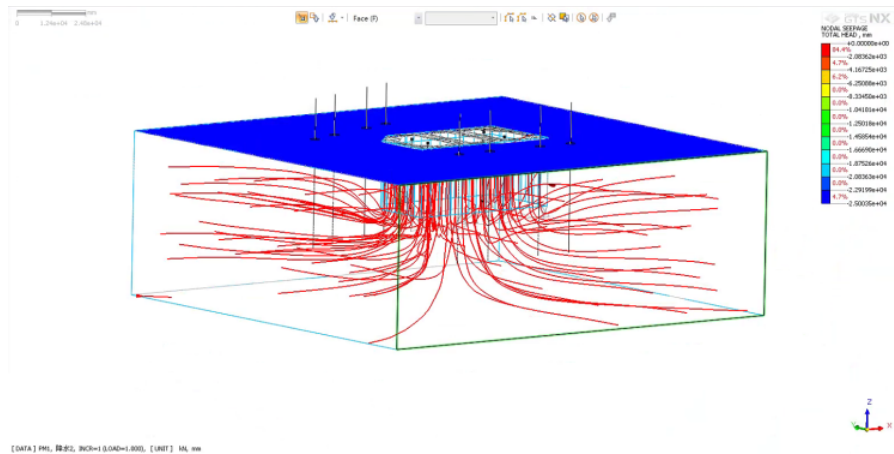 mm
0 1.24e+04 2.48e+04
Face (F)
GTS NX
NODAL SEEPAGE
TOTAL HEAD , mm
+0.00000e+00
84.4%
-2.08362e+03
4.7%
-4.16725e+03
6.2%
-6.25088e+03
0.0%
-8.33450e+03
0.0%
-1.04181e+04
0.0%
-1.25018e+04
0.0%
-1.45854e+04
0.0%
-1.66690e+04
0.0%
-1.87526e+04
0.0%
-2.08363e+04
0.0%
-2.29199e+04
4.7%
-2.50035e+04
Z
Y X
[DATA] PM1, 降水2, INCR=1 (LOAD=1.000), [UNIT] kN, mm